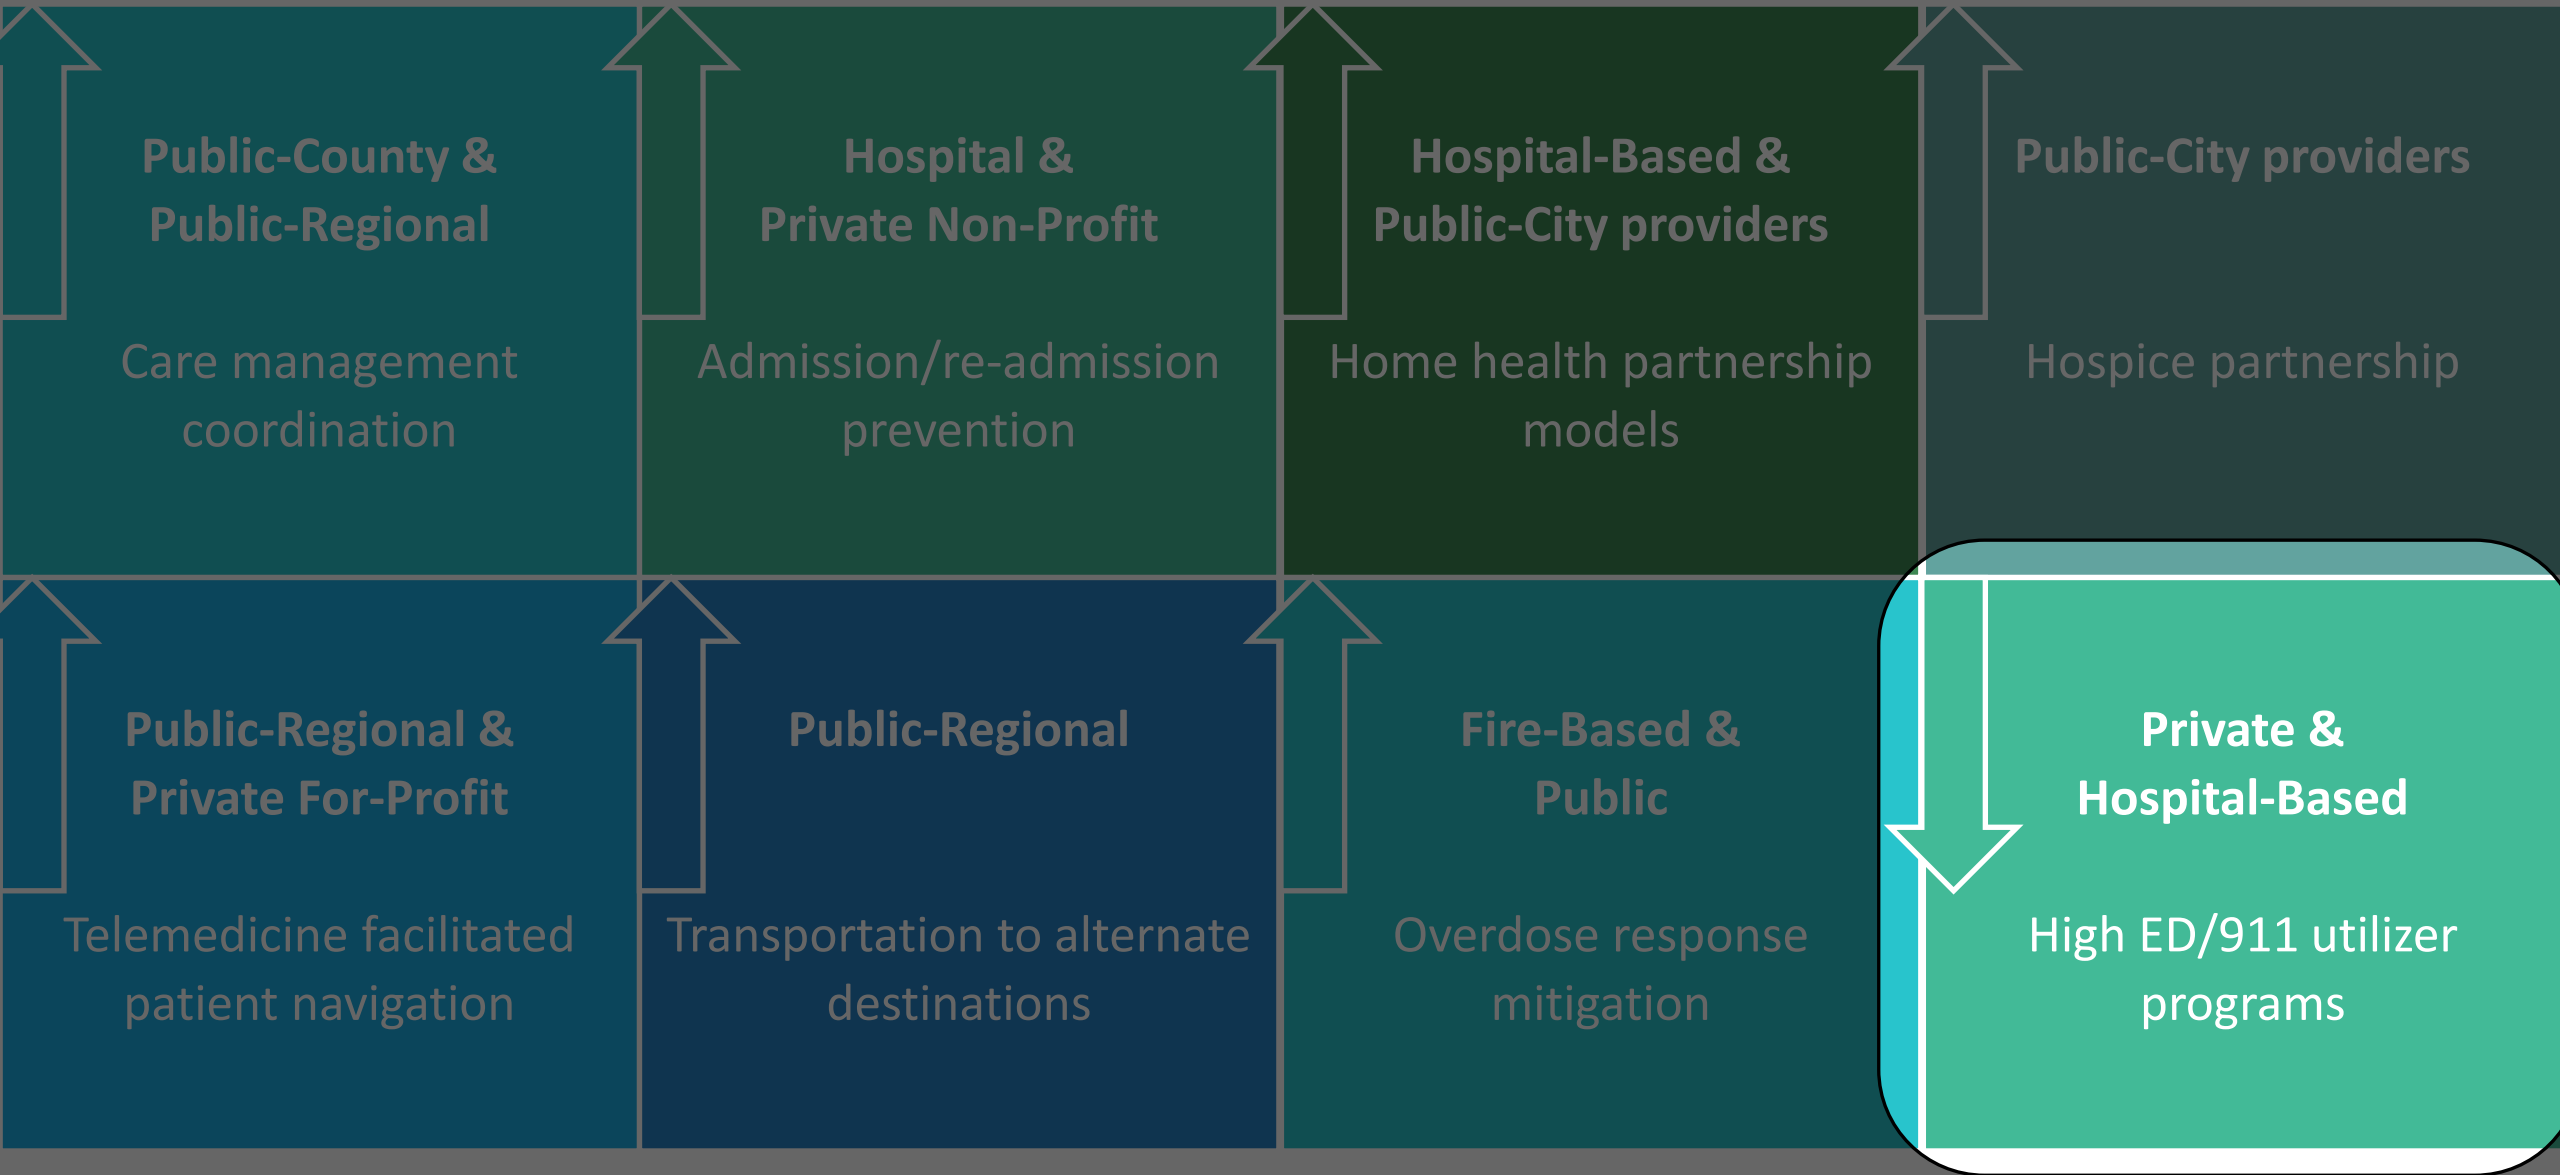 Public-County &
Public-Regional
Care management
coordination
Hospital &
Private Non-Profit
Admission/re-admission
prevention
Hospital-Based &
Public-City providers
Home health partnership
models
Public-City providers
Hospice partnership
Public-Regional &
Private For-Profit
Telemedicine facilitated
patient navigation
Public-Regional
Transportation to alternate
destinations
Fire-Based &
Public
Overdose response
mitigation
Private &
Hospital-Based
High ED/911 utilizer
programs